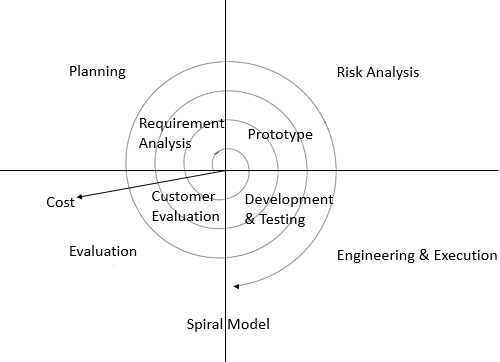 Planning
Risk Analysis
Requirement
Analysis
Prototype
Cost
Customer
Evaluation
Development
& Testing
Evaluation
Engineering & Execution
Spiral Model